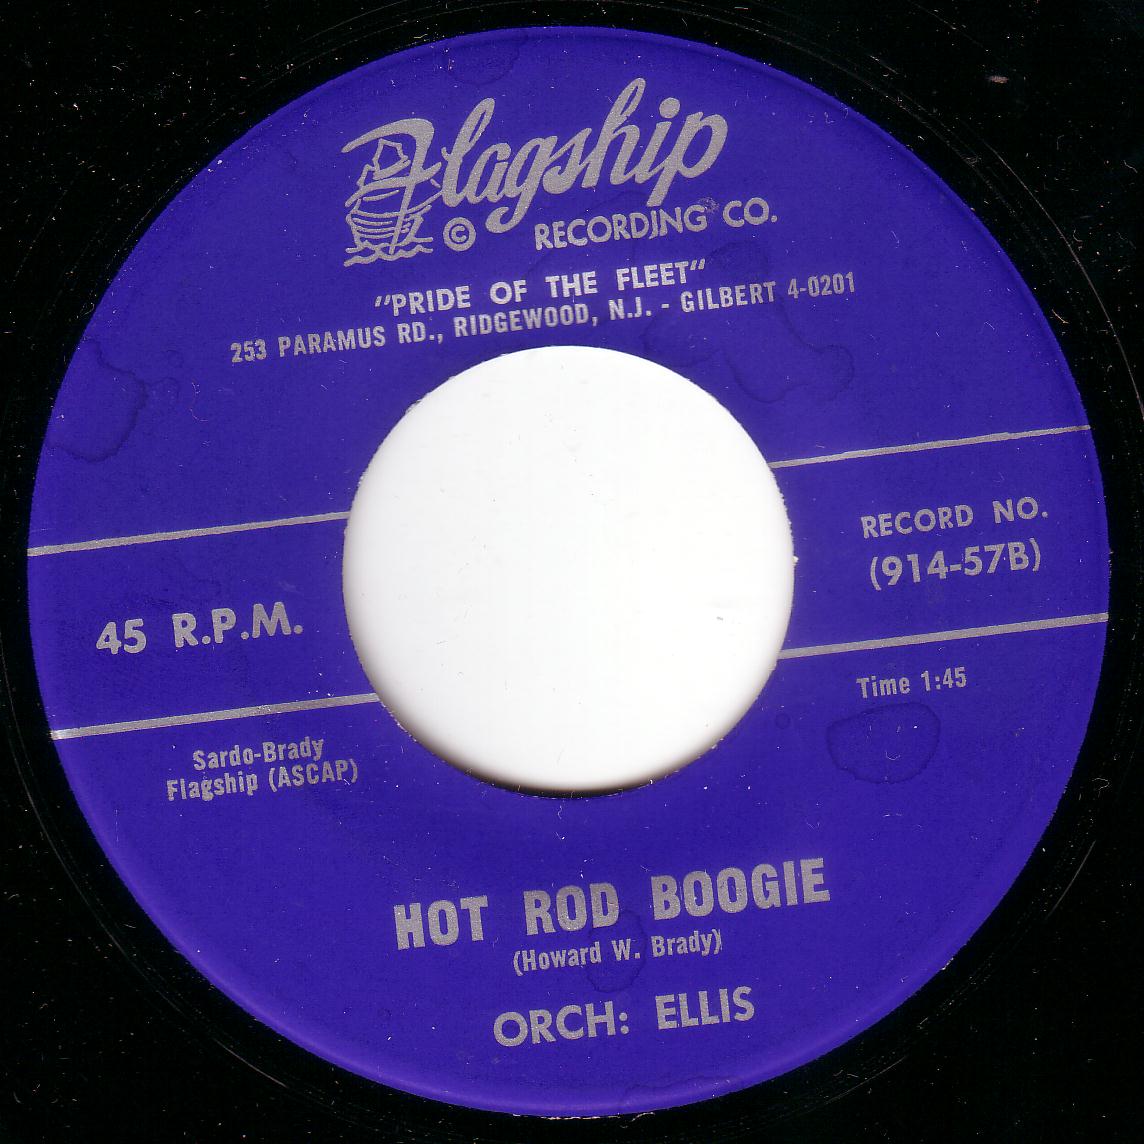 Flagship
© RECORDING CO.
"PRIDE OF THE FLEET"
253 PARAMUS RD., RIDGEWOOD, N.J. - GILBERT 4-0201
RECORD NO.
(914-57B)
45 R.P.M.
Time 1:45
Sardo-Brady
Flagship (ASCAP)
HOT ROD BOOGIE
(Howard W. Brady)
ORCH: ELLIS